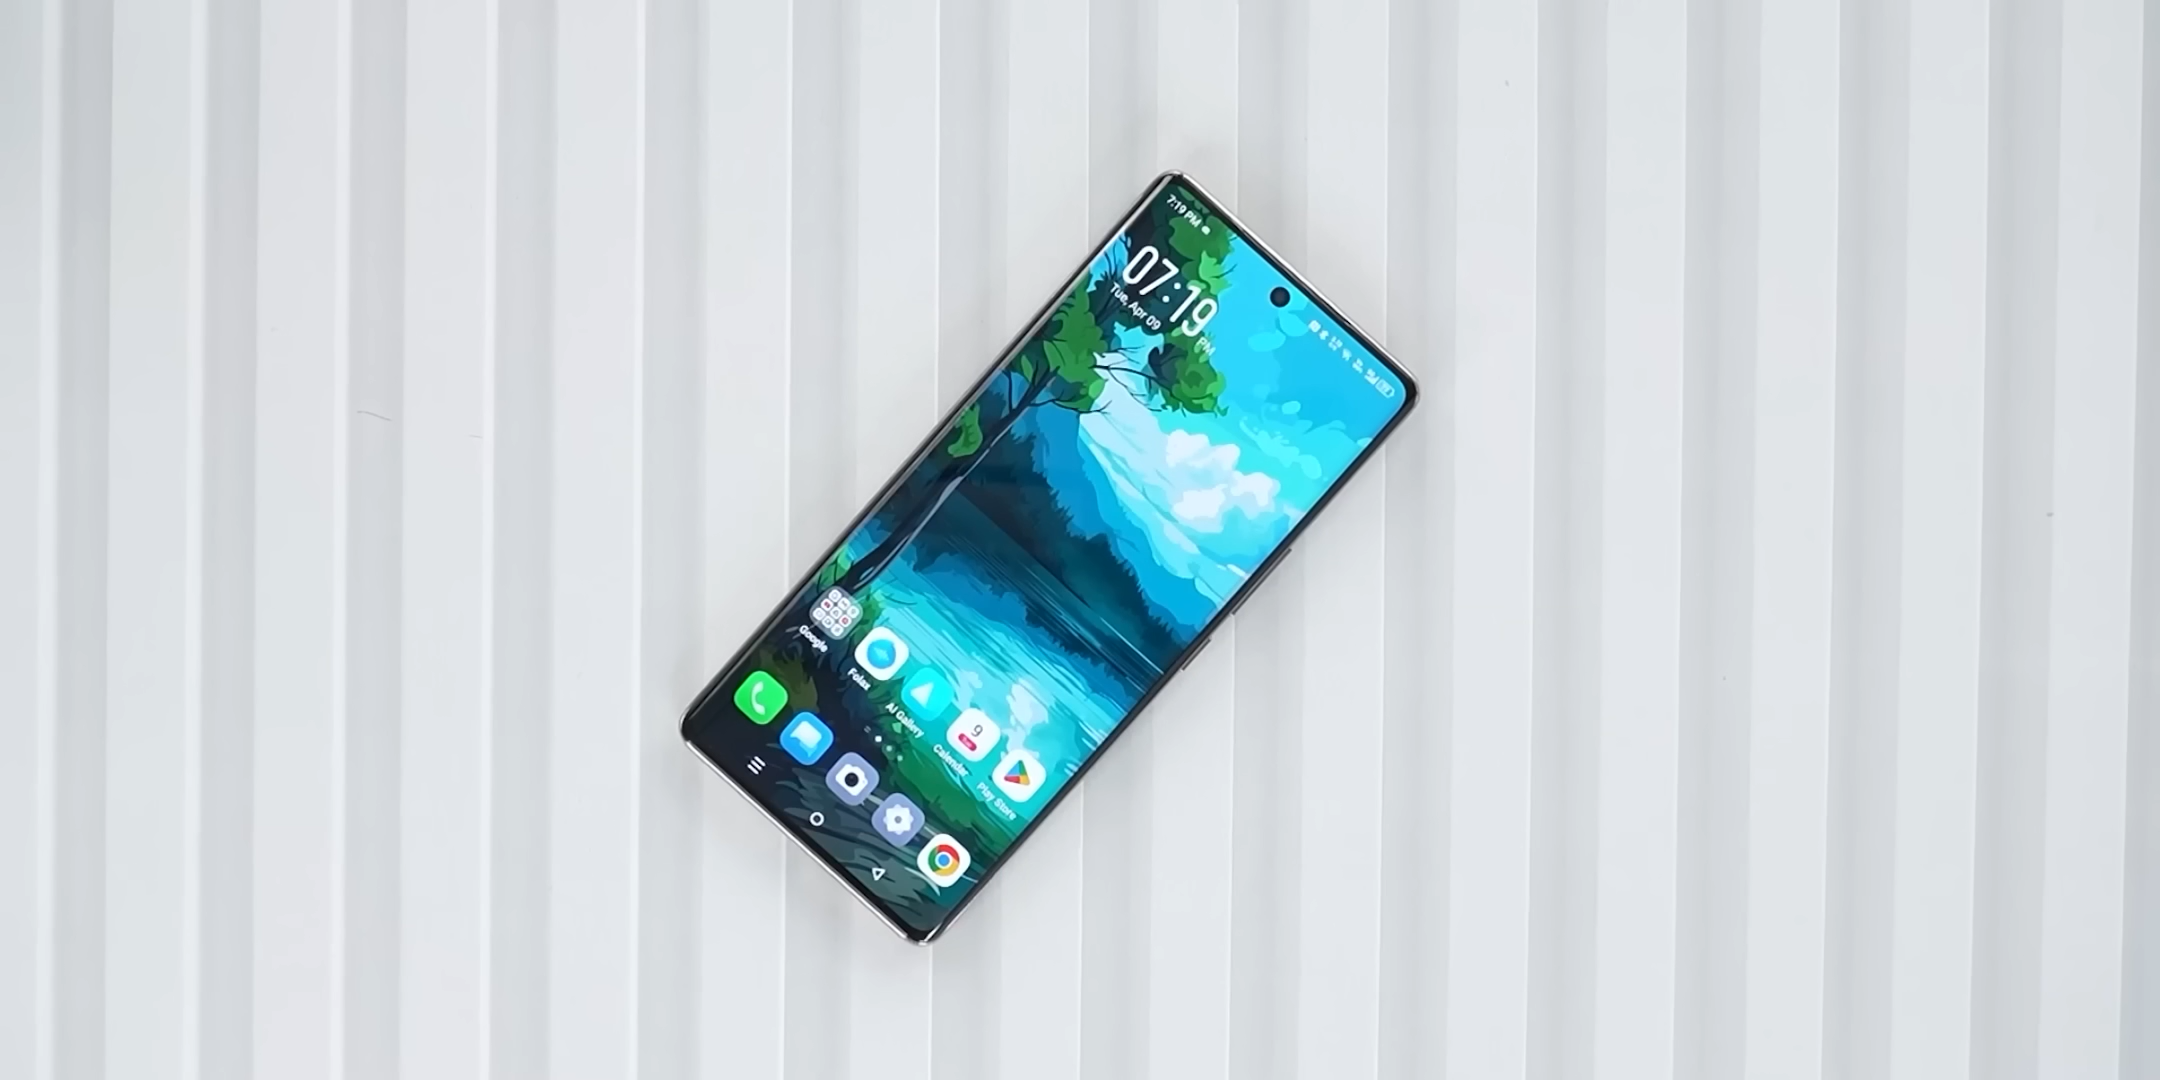 7:19 PM
07:19
PM
Tue, Apr 09
Google
Folax
AI Gallery
9
Calendar
Play Store